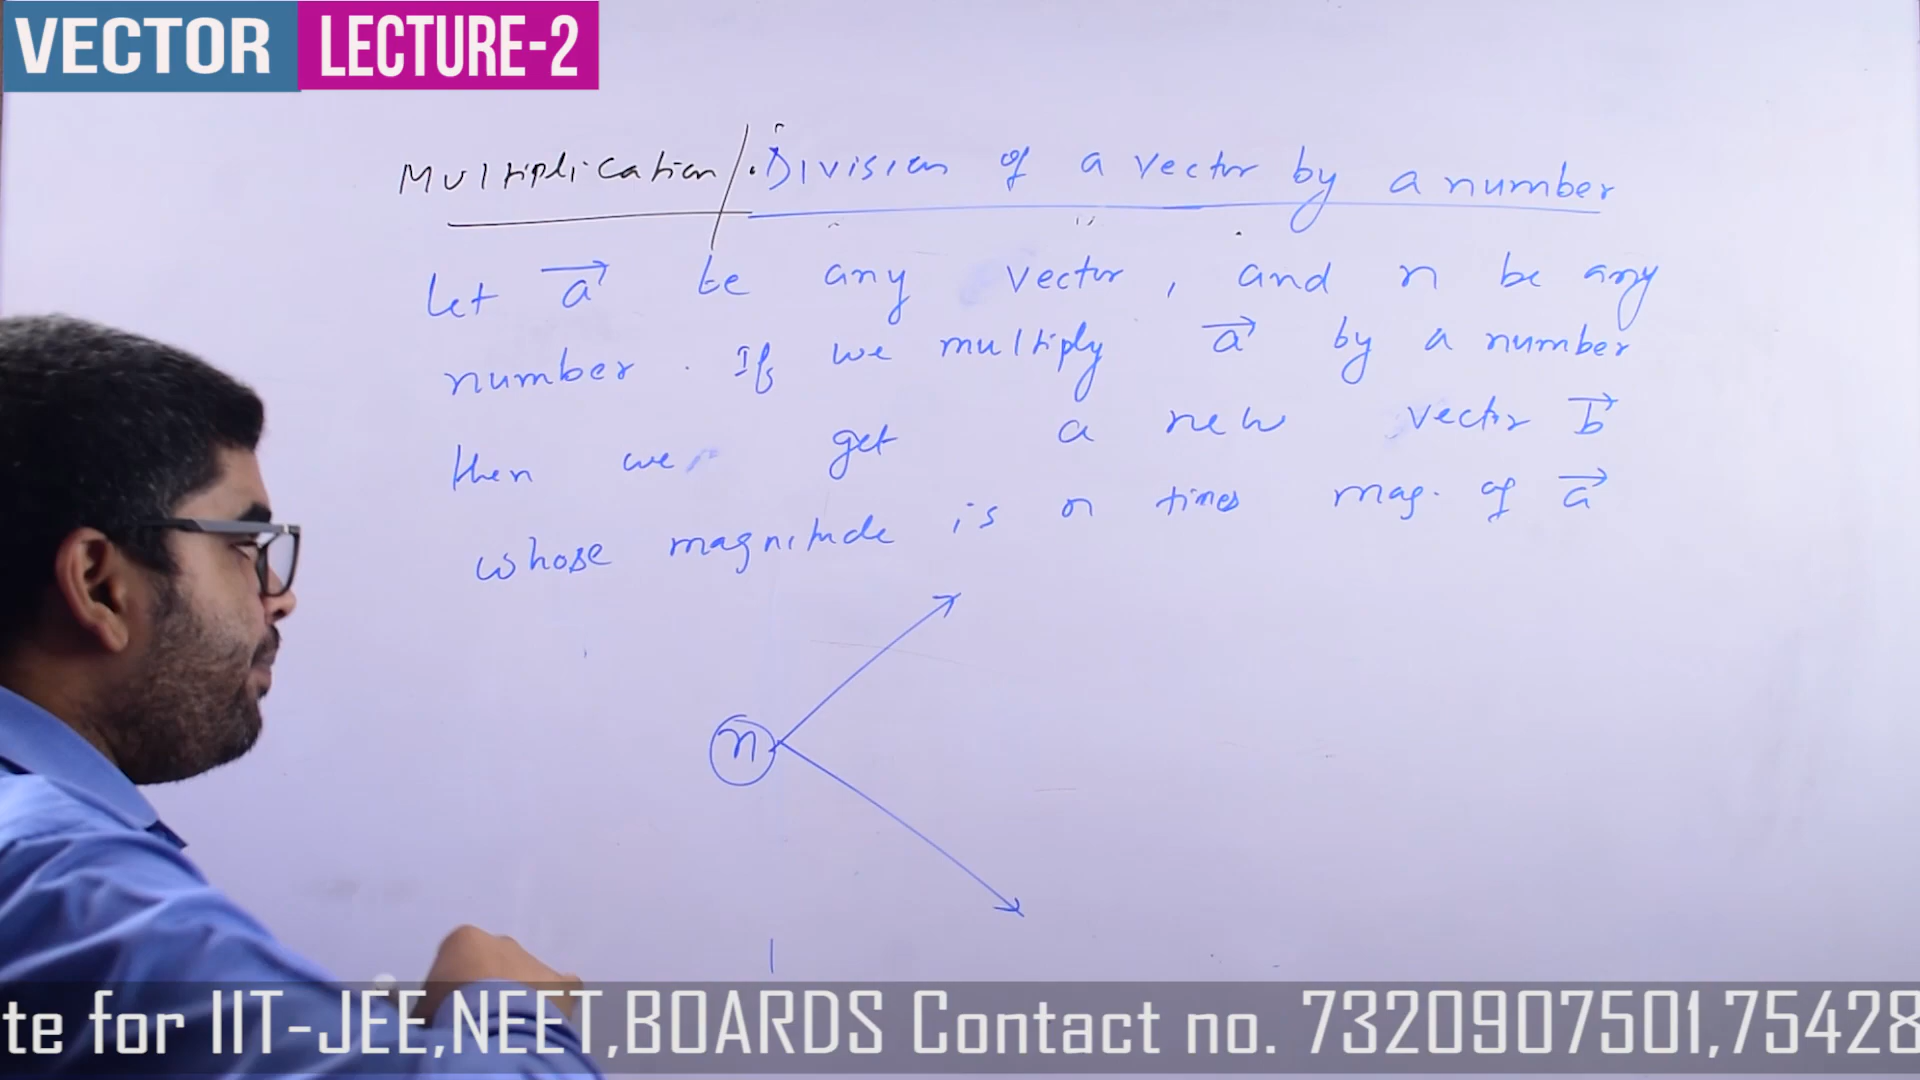 VECTOR LECTURE-2
Multiplication/Division of a vector by a number
Let a⃗ be any vector, and n be any
number. If we multiply a⃗ by a number
then we get a new vector b⃗
whose magnitude is n times mag. of a⃗
n
te for IIT-JEE,NEET,BOARDS Contact no. 7320907501,75428